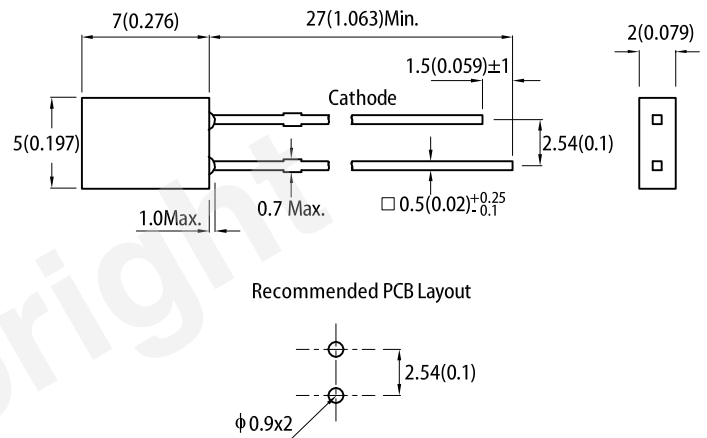 7(0.276)
27(1.063)Min.
2(0.079)
1.5(0.059)±1
Cathode
5(0.197)
2.54(0.1)
1.0Max.
0.7 Max.
□ 0.5(0.02)+0.25 -0.1
Recommended PCB Layout
2.54(0.1)
ϕ 0.9x2
bright